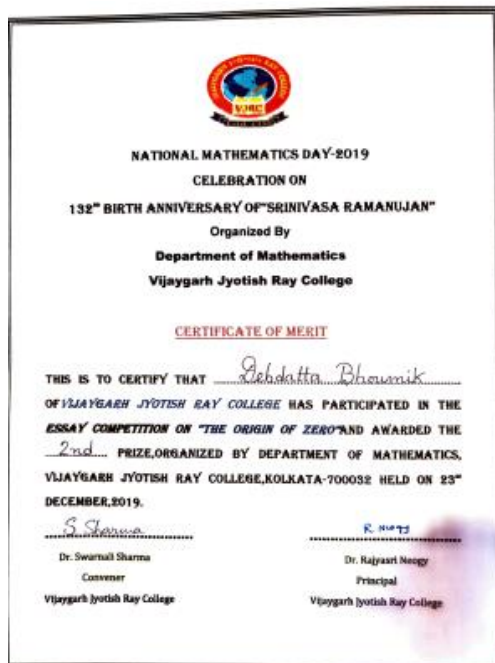 VJRC
NATIONAL MATHEMATICS DAY-2019
CELEBRATION ON
132nd BIRTH ANNIVERSARY OF"SRINIVASA RAMANUJAN"
Organized By
Department of Mathematics
Vijaygarh Jyotish Ray College
CERTIFICATE OF MERIT
THIS IS TO CERTIFY THAT Debdatta Bhoumik
OF VIJAYGARH JYOTISH RAY COLLEGE HAS PARTICIPATED IN THE
ESSAY COMPETITION ON "THE ORIGIN OF ZERO"AND AWARDED THE
2nd PRIZE,ORGANIZED BY DEPARTMENT OF MATHEMATICS,
VIJAYGARH JYOTISH RAY COLLEGE,KOLKATA-700032 HELD ON 23rd
DECEMBER,2019.
S Sharma
R. Neogy
Dr. Swarnali Sharma
Dr. Rajyasri Neogy
Convener
Principal
Vijaygarh Jyotish Ray College
Vijaygarh Jyotish Ray College